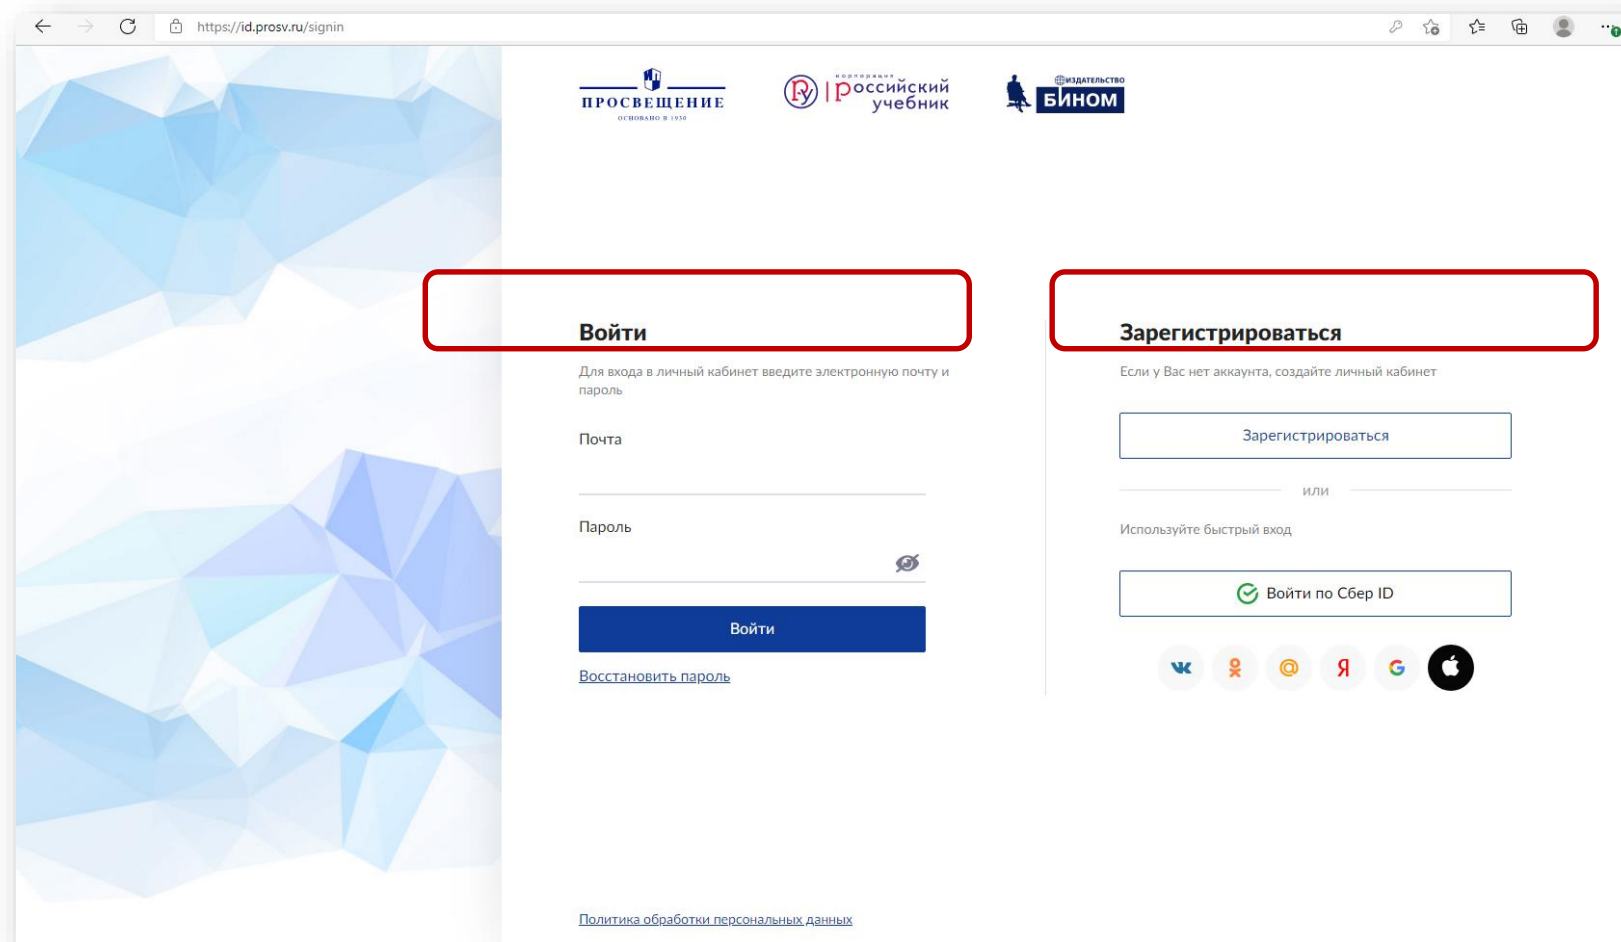 https://id.prosv.ru/signin
ПРОСВЕЩЕНИЕ
ОСНОВАНО В 1930
корпорация
российский
учебник
ИЗДАТЕЛЬСТВО
БИНОМ
Войти
Для входа в личный кабинет введите электронную почту и
пароль
Почта
Пароль
Войти
Восстановить пароль
Зарегистрироваться
Если у Вас нет аккаунта, создайте личный кабинет
Зарегистрироваться
или
Используйте быстрый вход
Войти по Сбер ID
Политика обработки персональных данных